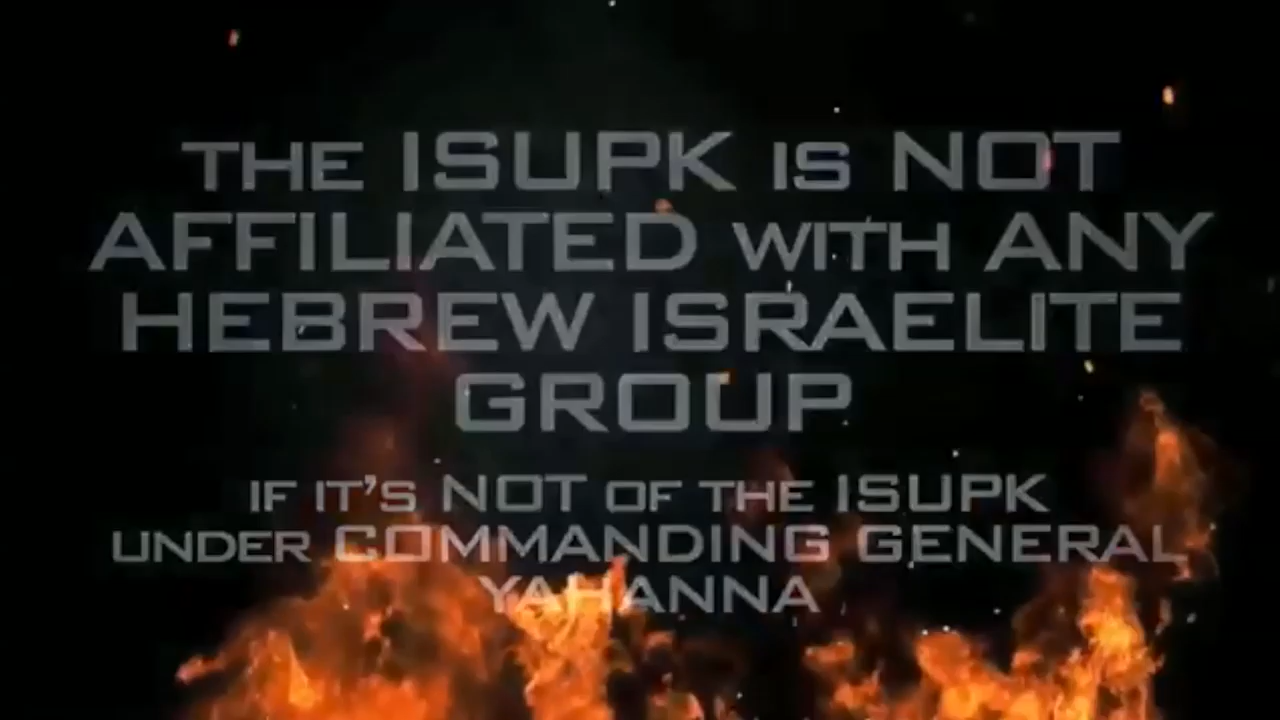 THE ISUPK IS NOT
AFFILIATED WITH ANY
HEBREW ISRAELITE
GROUP
IF IT'S NOT OF THE ISUPK
UNDER COMMANDING GENERAL
YAHANNA